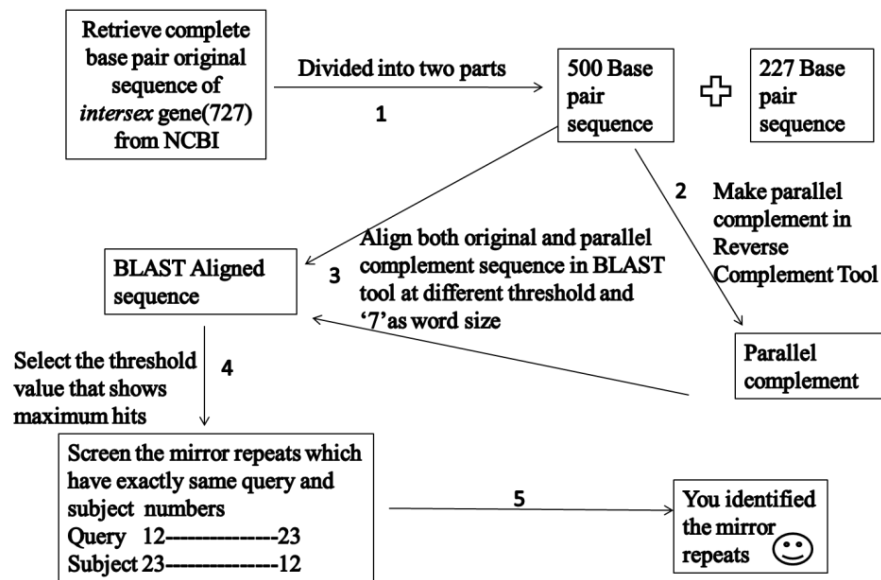 Retrieve complete
base pair original
sequence of
intersex gene(727)
from NCBI
Divided into two parts
1
500 Base
pair
sequence
227 Base
pair
sequence
2
Make parallel
complement in
Reverse
Complement Tool
Align both original and parallel
complement sequence in BLAST
tool at different threshold and
‘7’as word size
3
BLAST Aligned
sequence
Parallel
complement
Select the threshold
value that shows
maximum hits
4
Screen the mirror repeats which
have exactly same query and
subject numbers
Query 12---------------23
Subject 23---------------12
5
You identified
the mirror
repeats